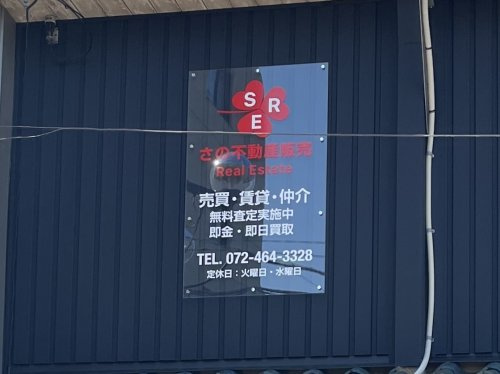 S R
E
さの不動産販売
Real Estate
売買・賃貸・仲介
無料査定実施中
即金・即日買取
TEL. 072-464-3328
定休日：火曜日・水曜日